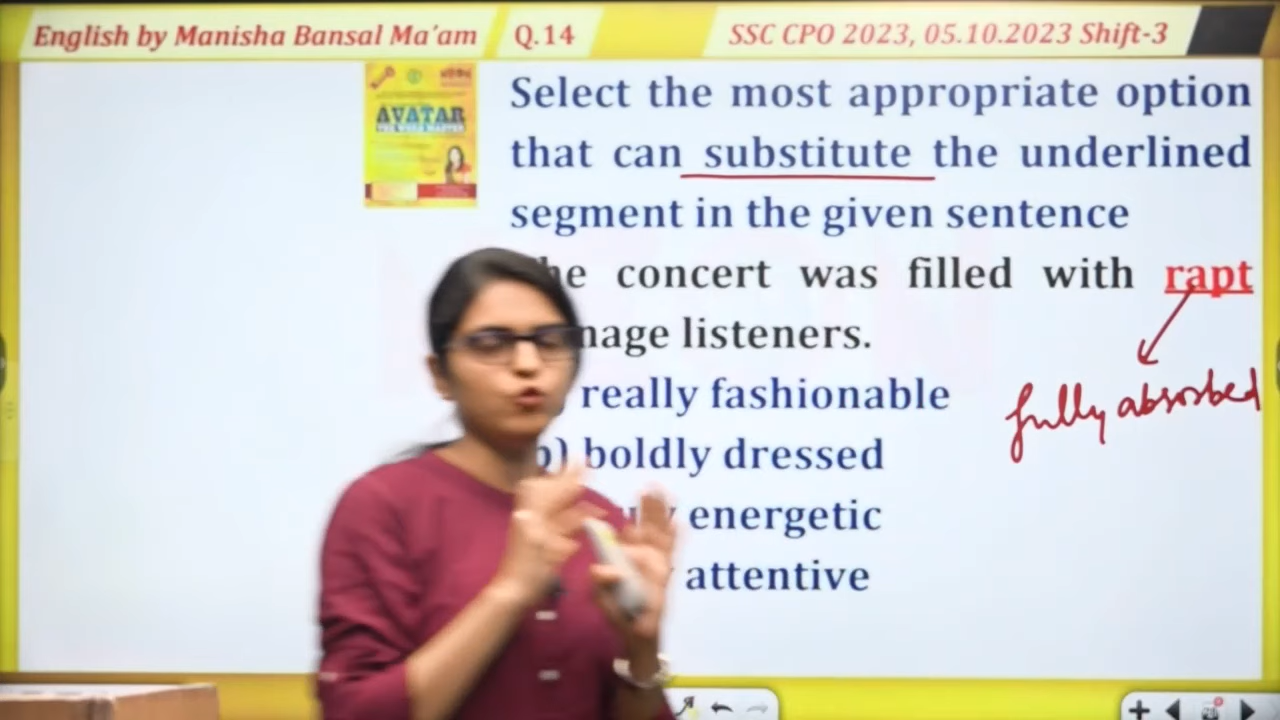 English by Manisha Bansal Ma'am
Q.14
SSC CPO 2023, 05.10.2023 Shift-3
AVATAR
Select the most appropriate option
that can substitute the underlined
segment in the given sentence
concert was filled with rapt
listeners.
fully absorbed
really fashionable
b) boldly dressed
energetic
attentive